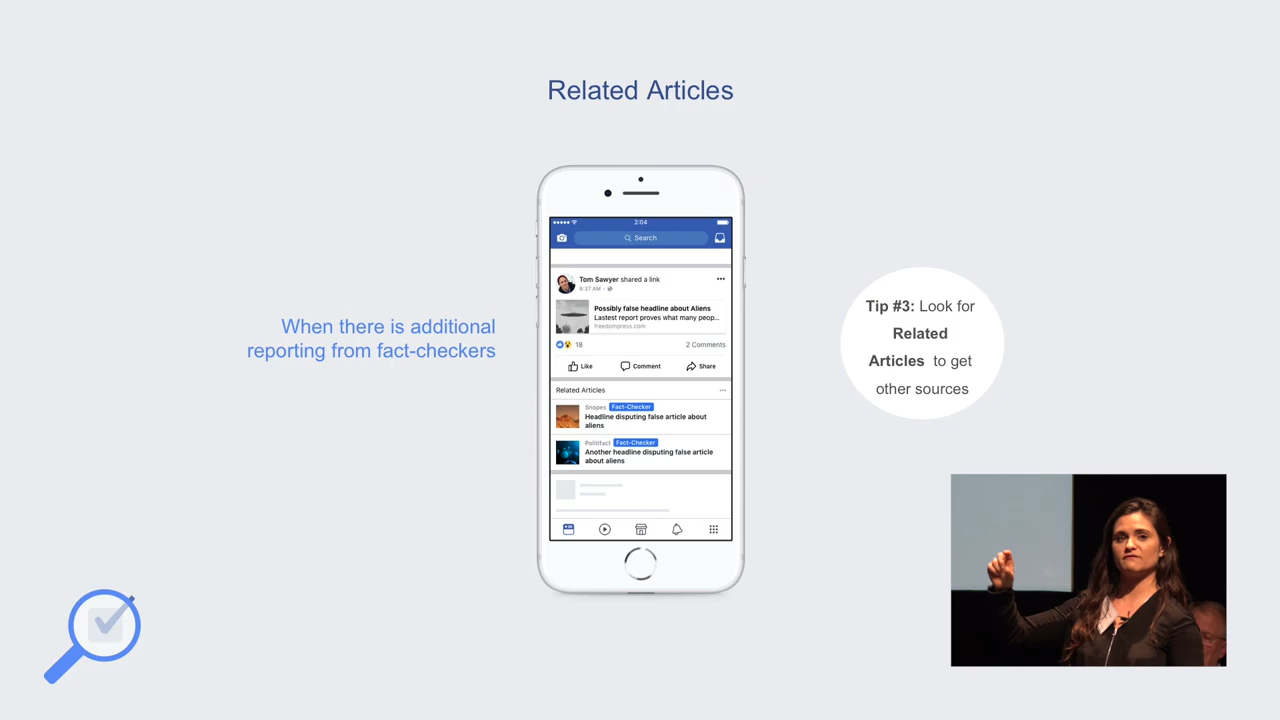 Related Articles
When there is additional
reporting from fact-checkers
2:04
Search
Tom Sawyer shared a link
9:37 AM ·
Possibly false headline about Aliens
Lastest report proves what many peop...
freedompress.com
18
2 Comments
Like
Comment
Share
Related Articles
Snopes Fact-Checker
Headline disputing false article about
aliens
Politifact Fact-Checker
Another headline disputing false article
about aliens
Tip #3: Look for
Related
Articles to get
other sources